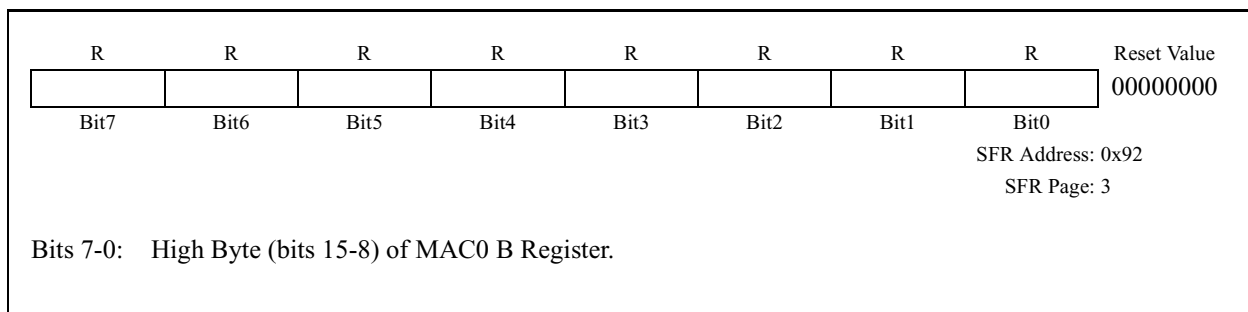 R R R R R R R R Reset Value
00000000
Bit7 Bit6 Bit5 Bit4 Bit3 Bit2 Bit1 Bit0
SFR Address: 0x92
SFR Page: 3
Bits 7-0: High Byte (bits 15-8) of MAC0 B Register.